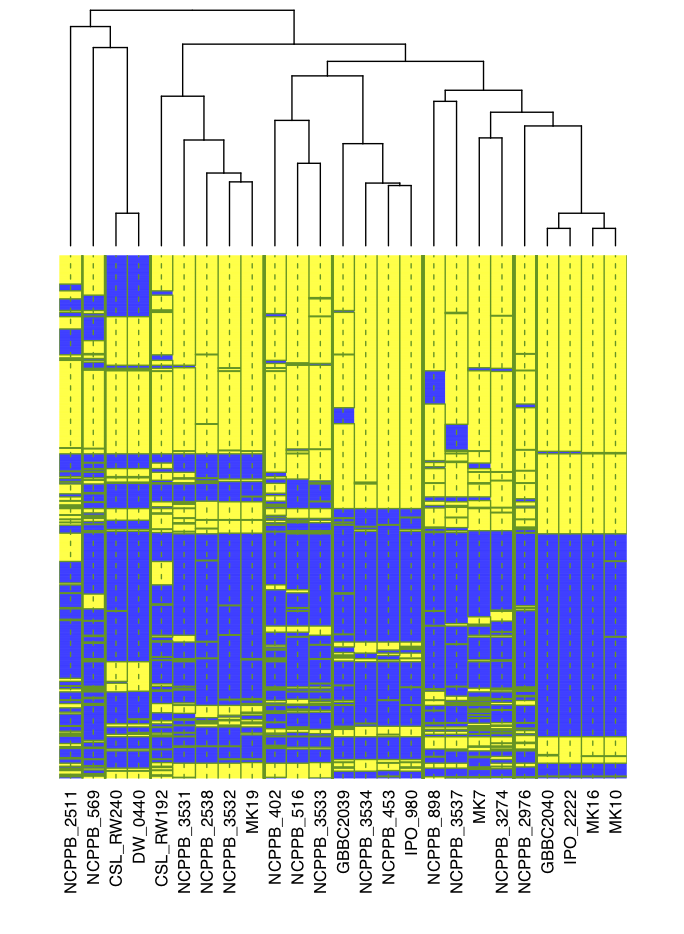 NCPPB_2511
NCPPB_569
CSL_RW240
DW_0440
CSL_RW192
NCPPB_3531
NCPPB_2538
NCPPB_3532
MK19
NCPPB_402
NCPPB_516
NCPPB_3533
GBBC2039
NCPPB_3534
NCPPB_453
IPO_980
NCPPB_898
NCPPB_3537
MK7
NCPPB_3274
NCPPB_2976
GBBC2040
IPO_2222
MK16
MK10